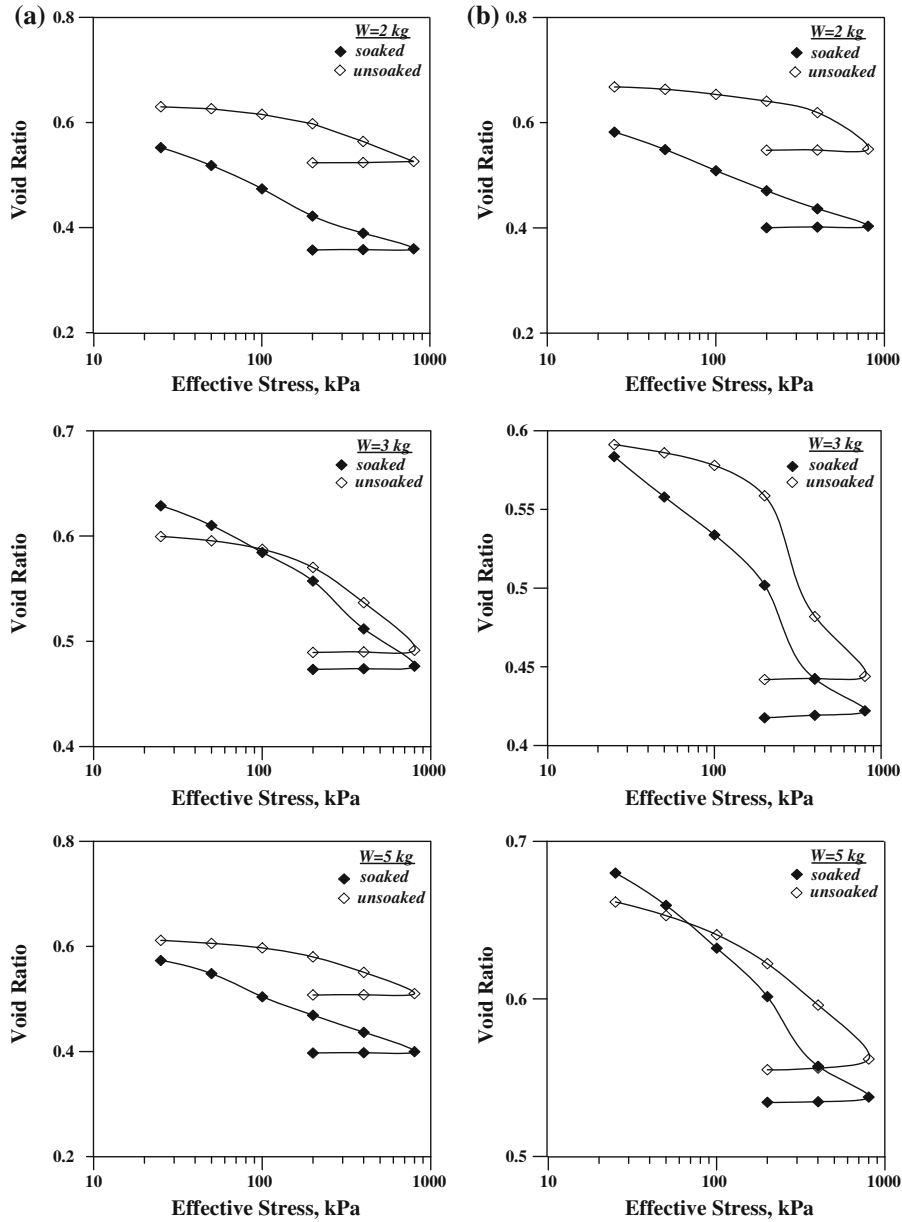 (a)
0.8
0.6
0.4
0.2
Void Ratio
W=2 kg
soaked
unsoaked
10
100
1000
Effective Stress, kPa
(b)
0.8
0.6
0.4
0.2
Void Ratio
W=2 kg
soaked
unsoaked
10
100
1000
Effective Stress, kPa
0.7
0.6
0.5
0.4
Void Ratio
W=3 kg
soaked
unsoaked
10
100
1000
Effective Stress, kPa
0.6
0.55
0.5
0.45
0.4
Void Ratio
W=3 kg
soaked
unsoaked
10
100
1000
Effective Stress, kPa
0.8
0.6
0.4
0.2
Void Ratio
W=5 kg
soaked
unsoaked
10
100
1000
Effective Stress, kPa
0.7
0.6
0.5
Void Ratio
W=5 kg
soaked
unsoaked
10
100
1000
Effective Stress, kPa